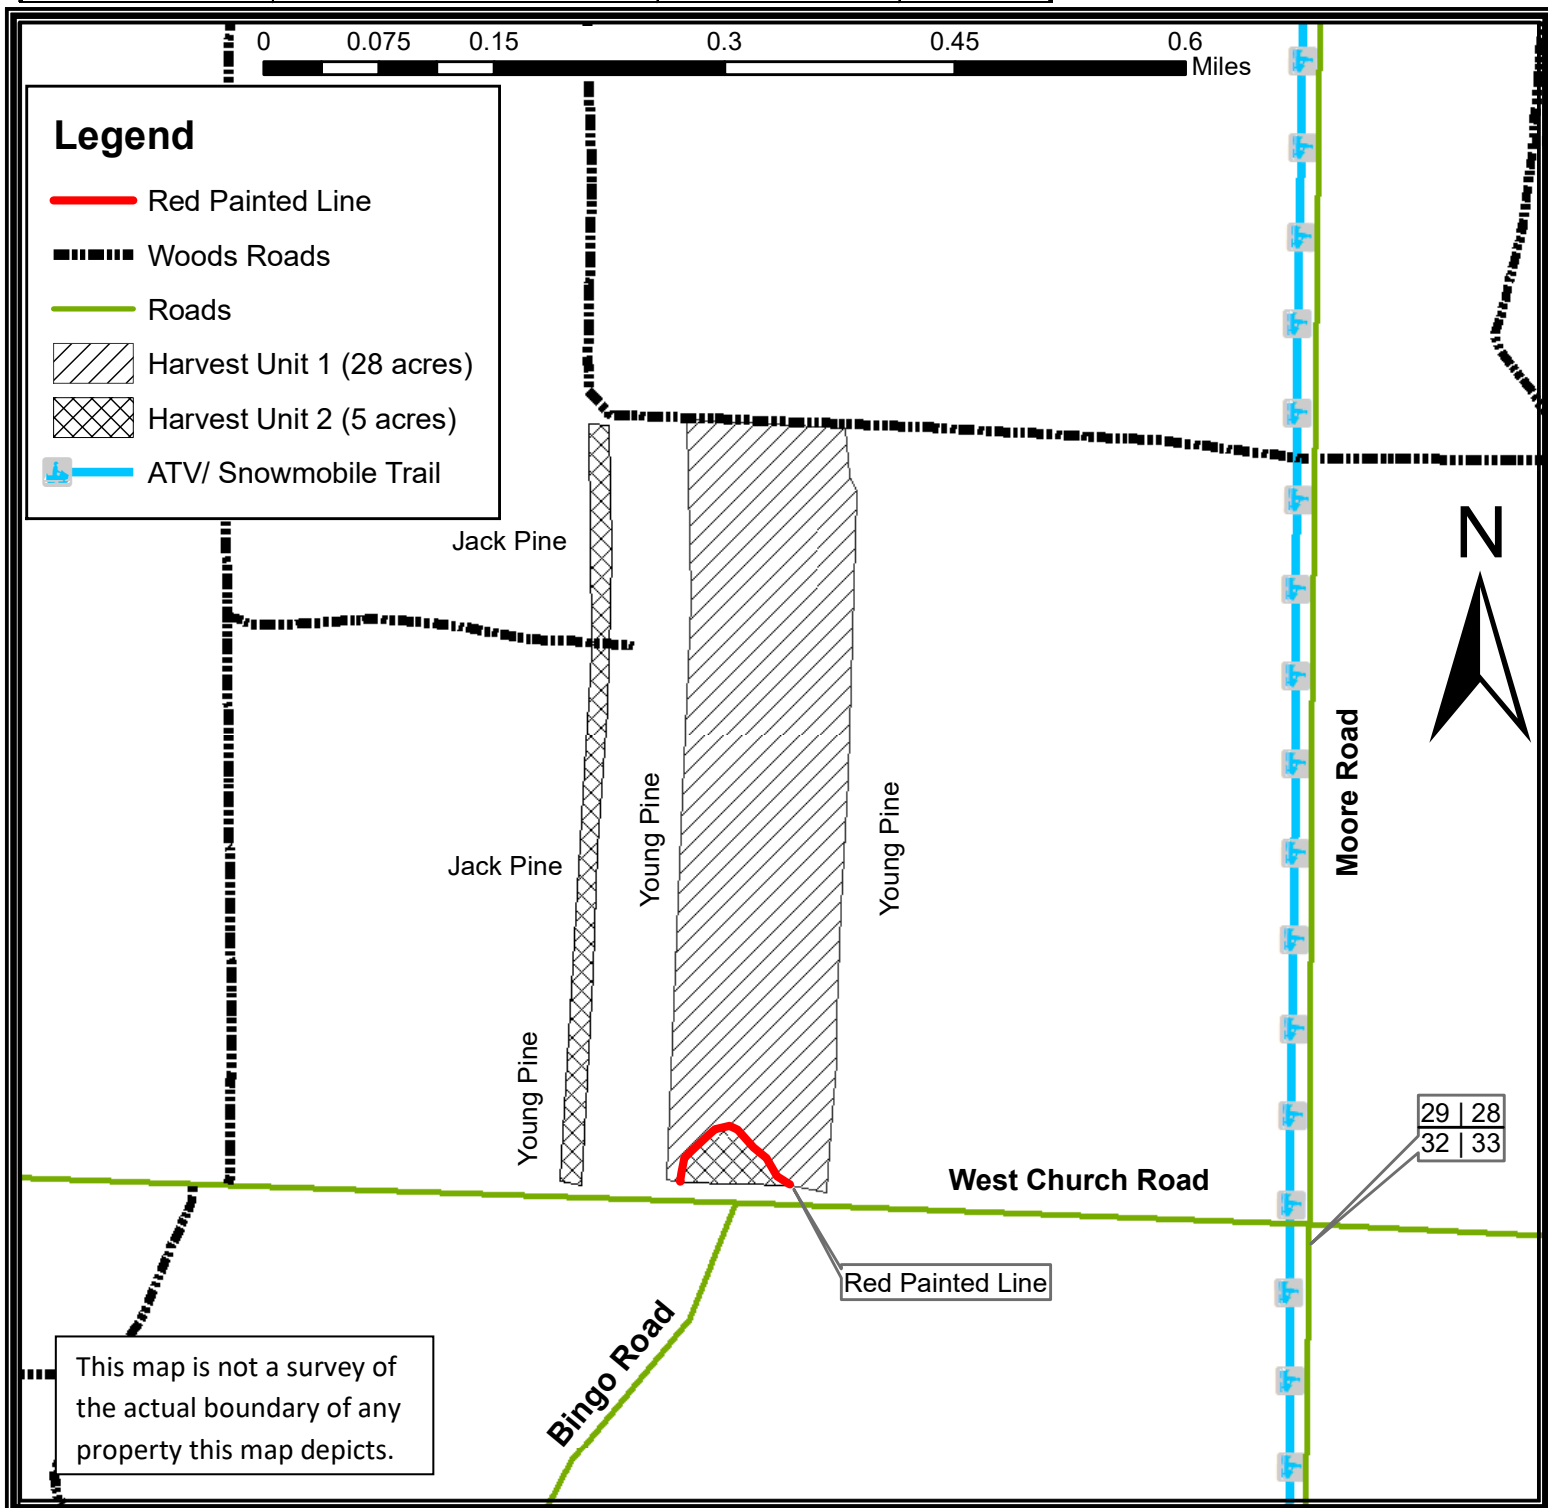 0 0.075 0.15 0.3 0.45 0.6
Miles
Legend
Red Painted Line
Woods Roads
Roads
Harvest Unit 1 (28 acres)
Harvest Unit 2 (5 acres)
ATV/ Snowmobile Trail
Jack Pine
N
Moore Road
Young Pine
Young Pine
Jack Pine
Young Pine
29 | 28
32 | 33
West Church Road
Red Painted Line
Bingo Road
This map is not a survey of
the actual boundary of any
property this map depicts.